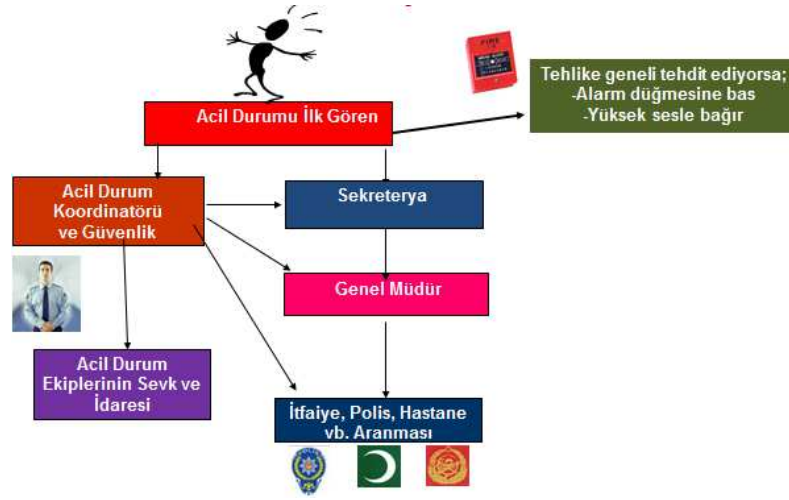 FIRE
Tehlike geneli tehdit ediyorsa;
-Alarm düğmesine bas
-Yüksek sesle bağır
Acil Durumu İlk Gören
Acil Durum
Koordinatörü
ve Güvenlik
Sekreterya
Genel Müdür
Acil Durum
Ekiplerinin Sevk ve
İdaresi
İtfaiye, Polis, Hastane
vb. Aranması